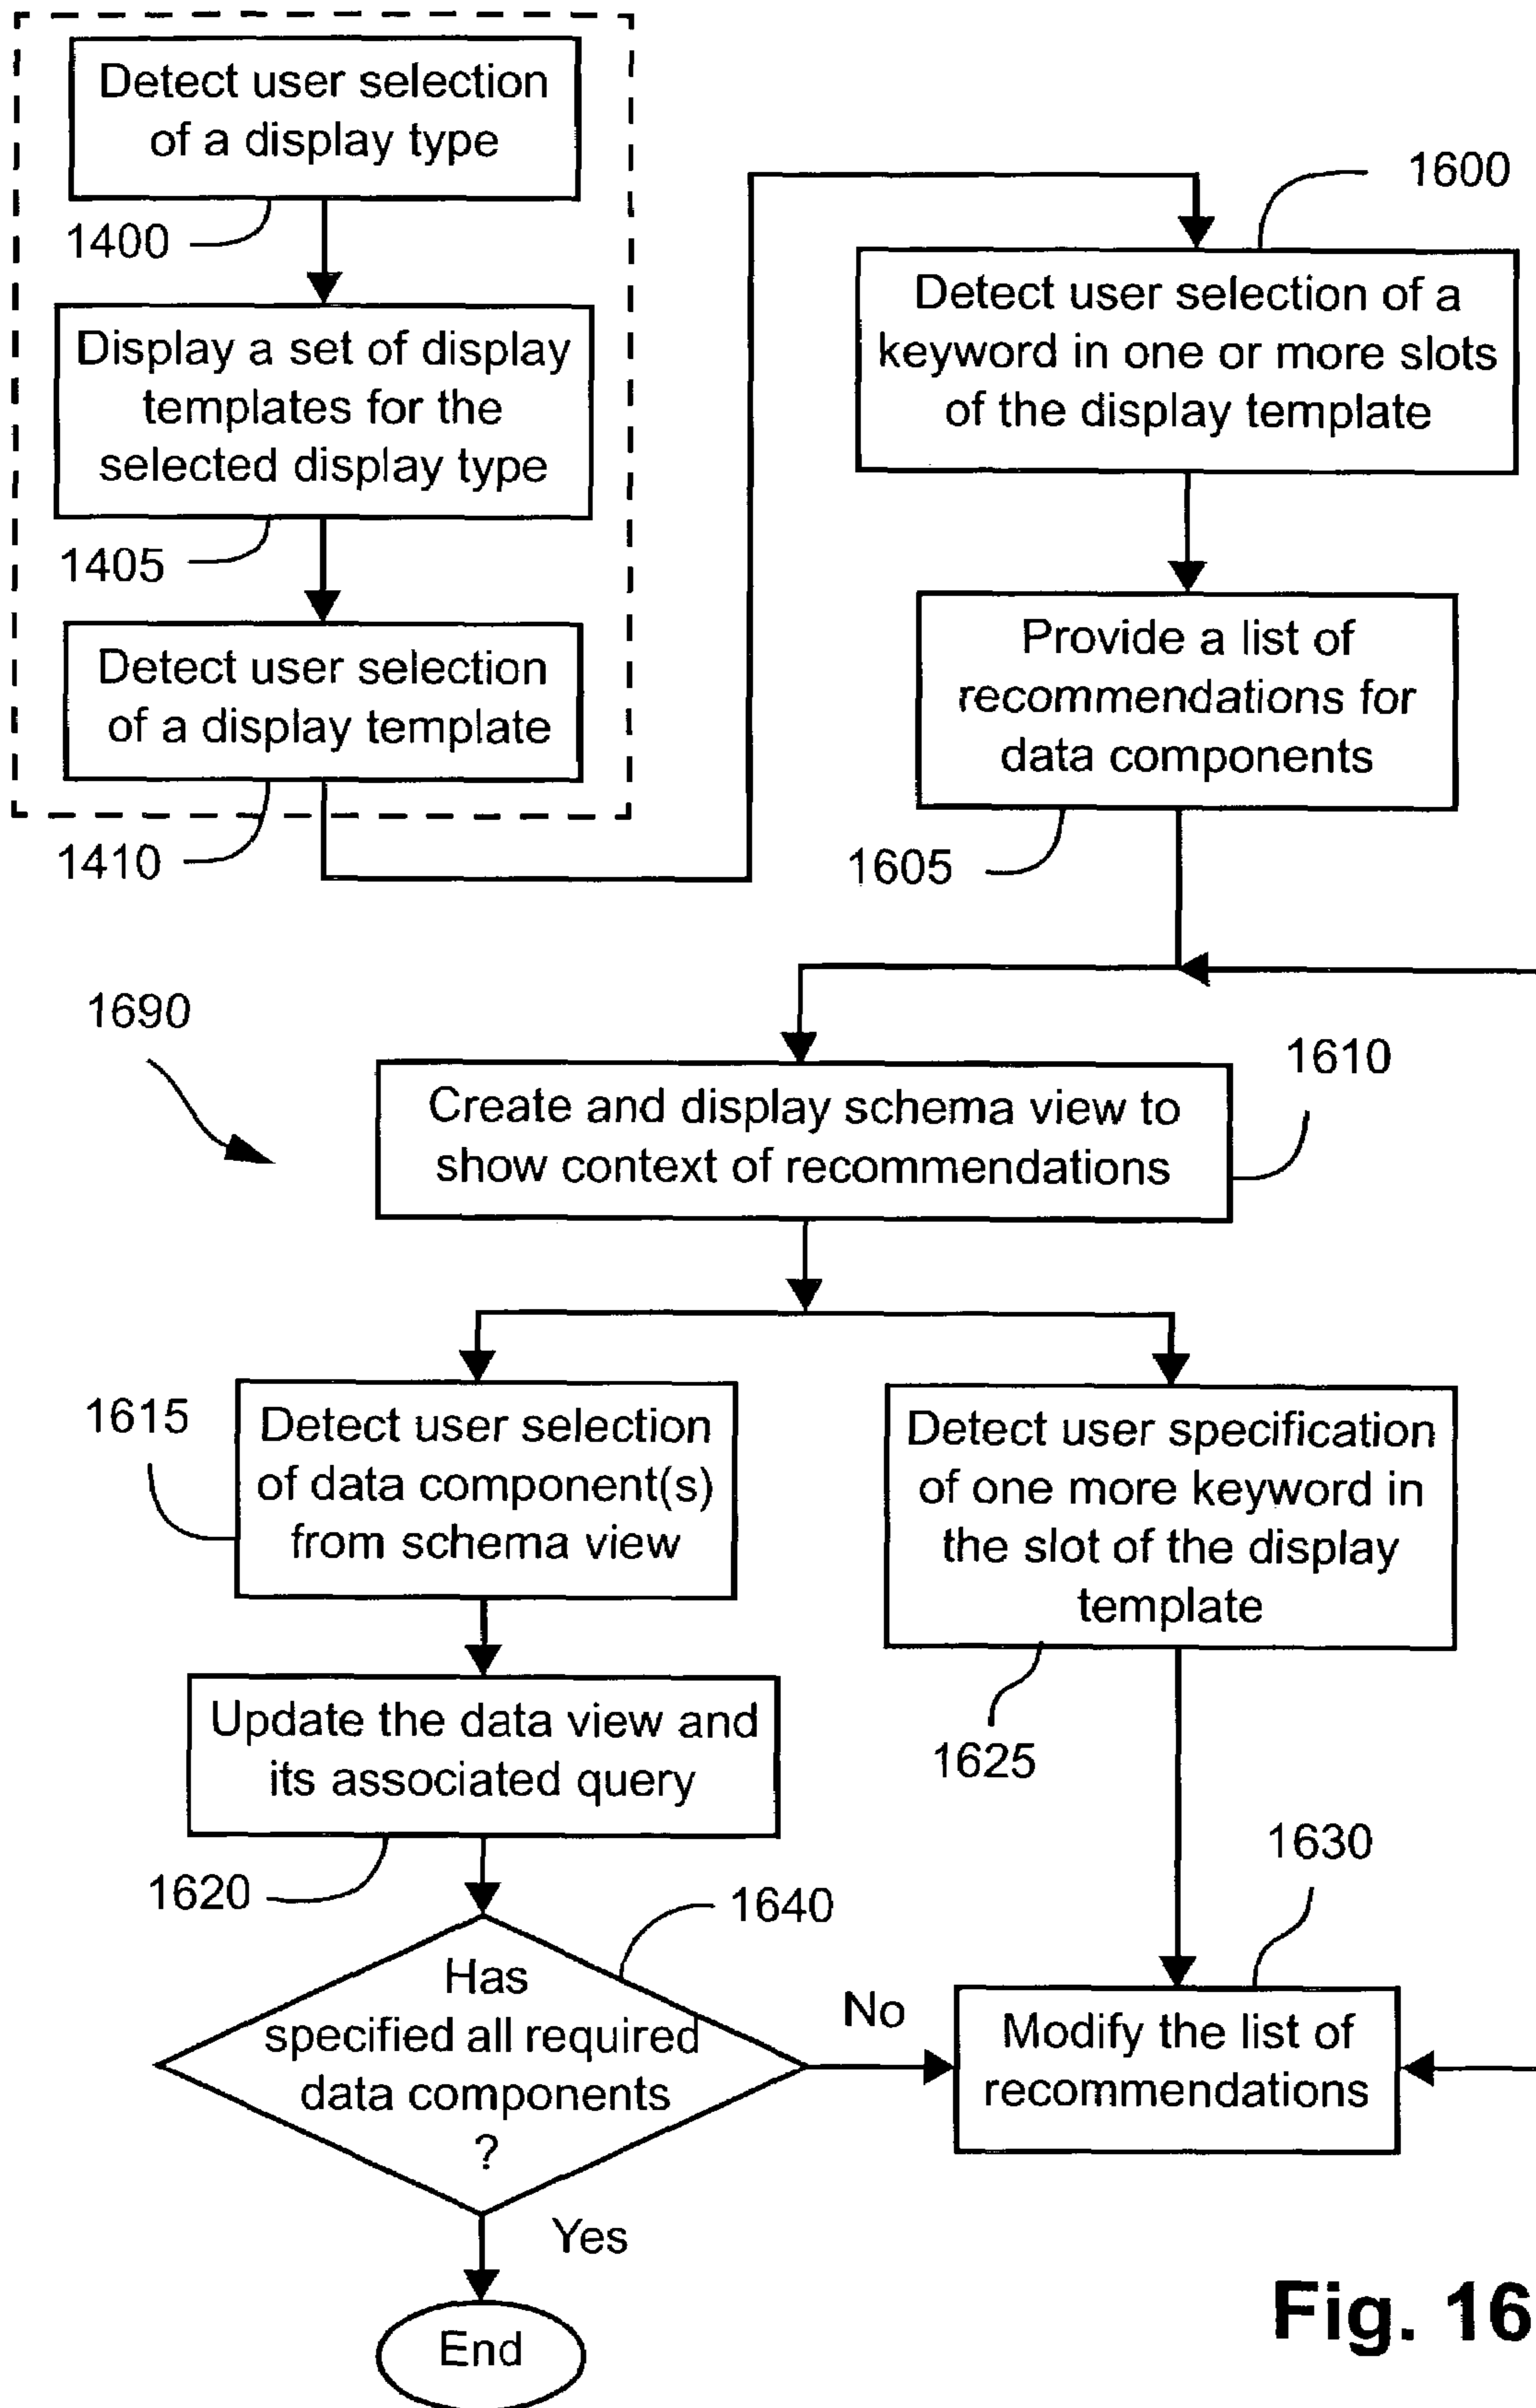 Detect user selection
of a display type
1400
Display a set of display
templates for the
selected display type
1405
Detect user selection
of a display template
1410
1600
Detect user selection of a
keyword in one or more slots
of the display template
Provide a list of
recommendations for
data components
1605
1690
1610
Create and display schema view to
show context of recommendations
1615
Detect user selection
of data component(s)
from schema view
Detect user specification
of one more keyword in
the slot of the display
template
1625
Update the data view and
its associated query
1620
1640
Has
specified all required
data components
?
No
1630
Modify the list of
recommendations
Yes
End
Fig. 16